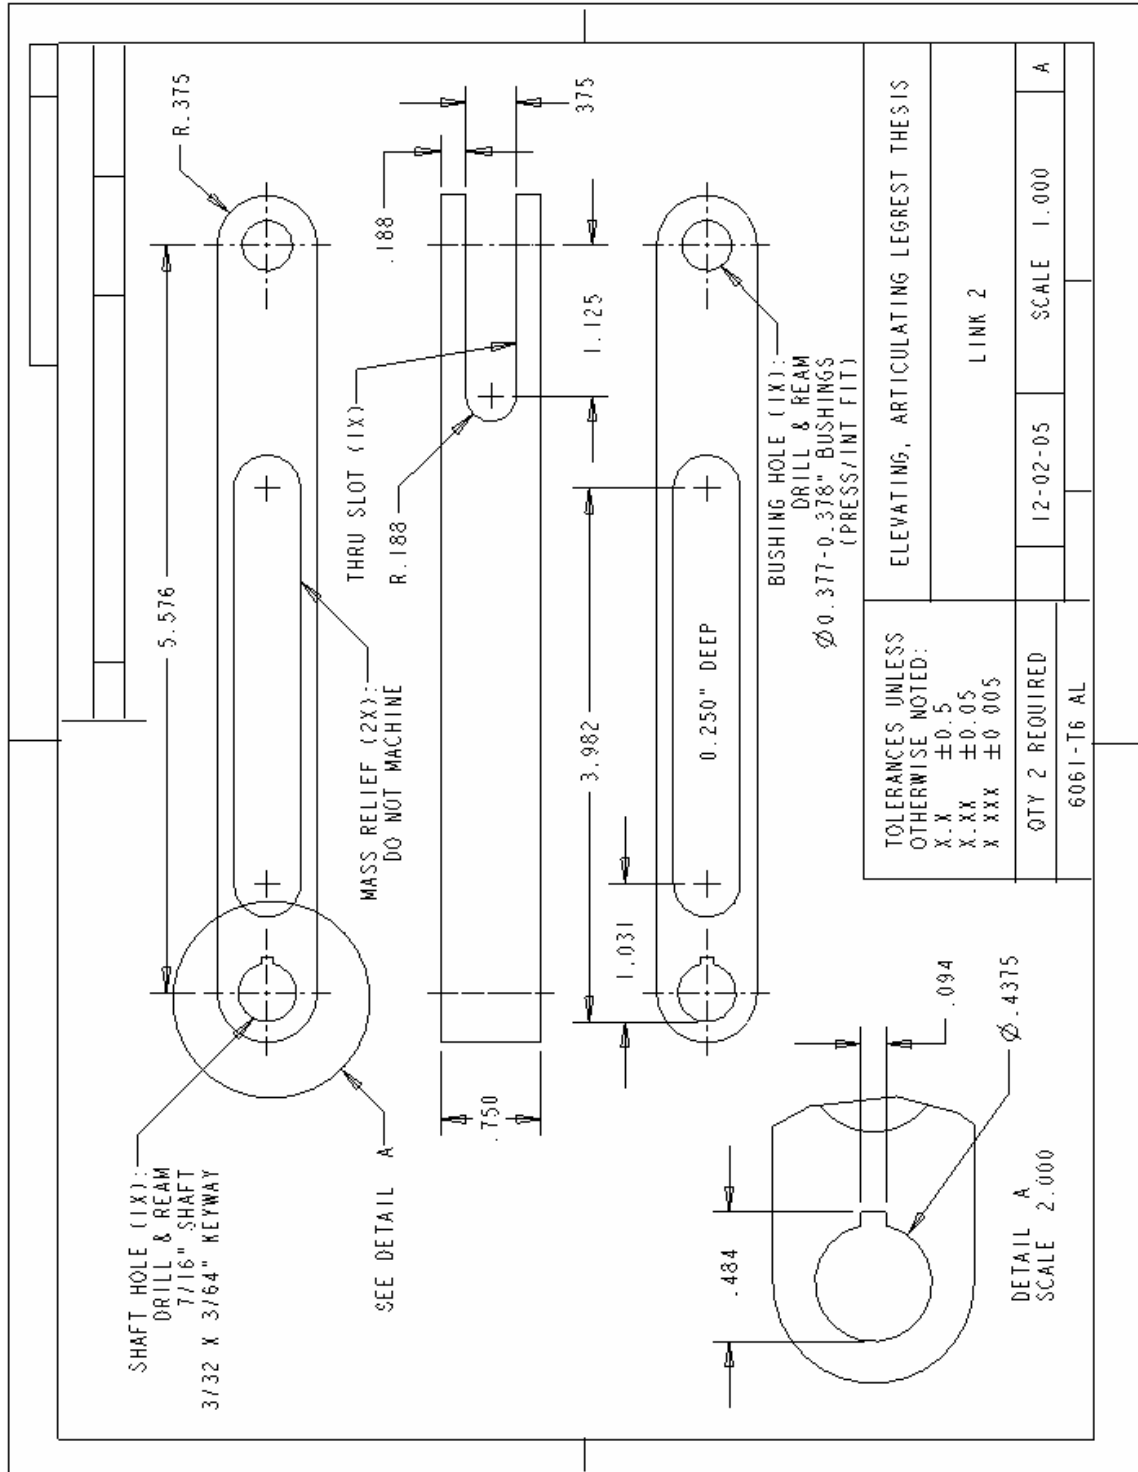 SHAFT HOLE (1X):
DRILL & REAM
7/16" SHAFT
3/32 X 3/64" KEYWAY
SEE DETAIL A
5.576
R.375
MASS RELIEF (2X):
DO NOT MACHINE
THRU SLOT (1X)
R.188
.750
.188
375
1.125
3.982
1.031
0.250" DEEP
BUSHING HOLE (1X):
DRILL & REAM
Ø0.377-0.378" BUSHINGS
(PRESS/INT FIT)
.484
.094
Ø.4375
DETAIL A
SCALE 2.000
TOLERANCES UNLESS
OTHERWISE NOTED:
X.X ±0.5
X.XX ±0.05
X XXX ±0 005
QTY 2 REQUIRED
6061-T6 AL
ELEVATING, ARTICULATING LEGREST THESIS
LINK 2
12-02-05
SCALE 1.000
A